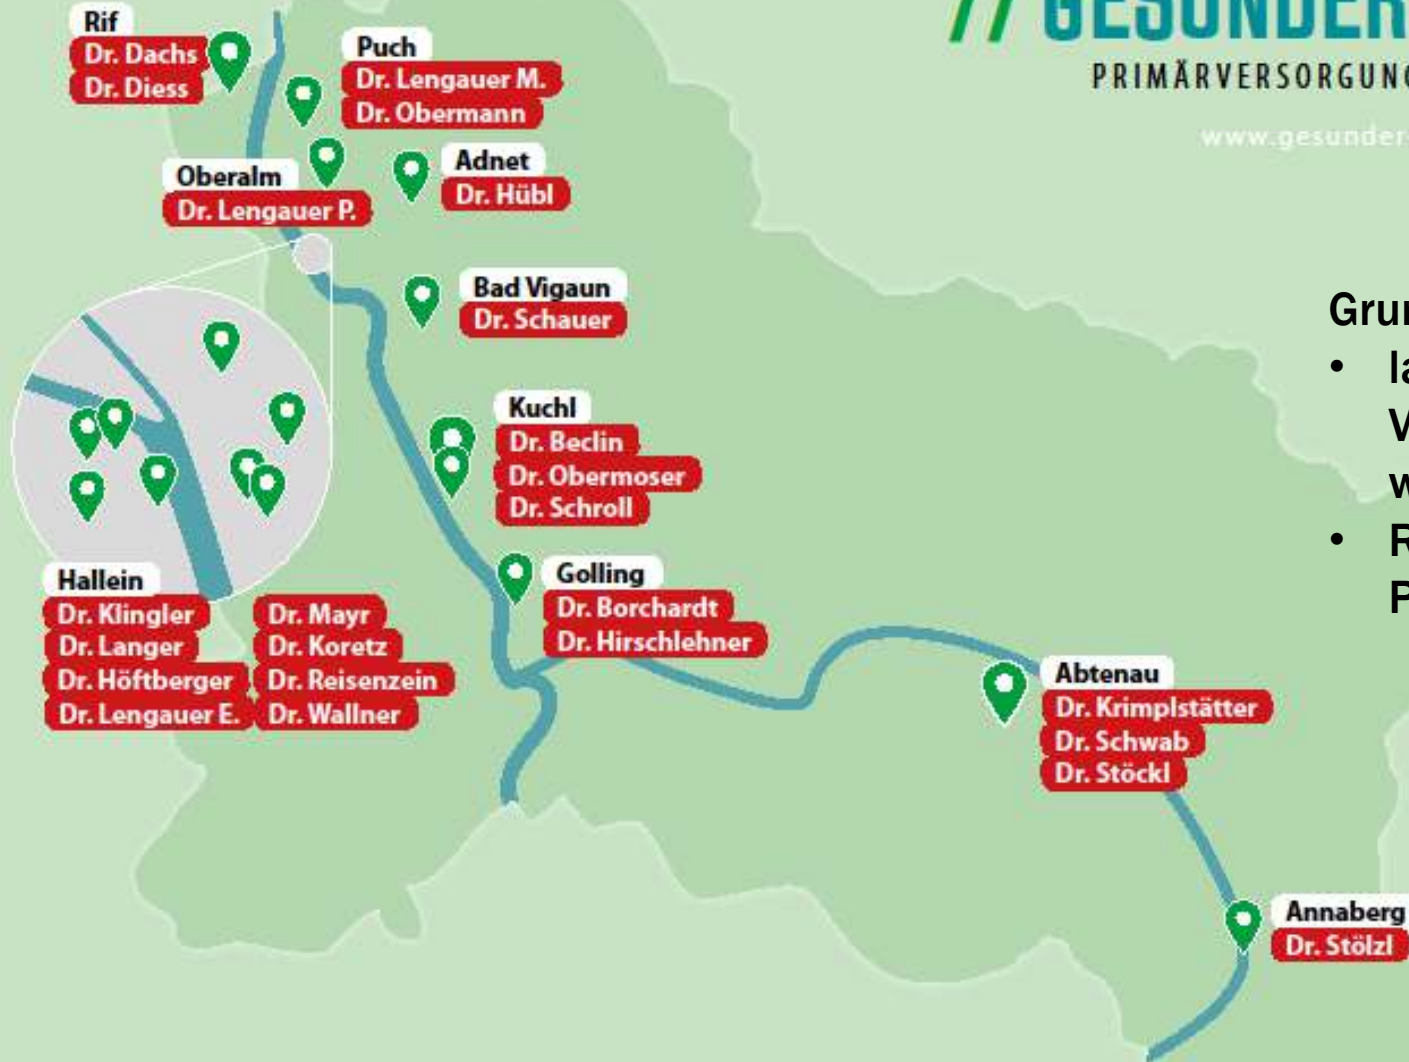 Rif
Dr. Dachs
Dr. Diess
Puch
Dr. Lengauer M.
Dr. Obermann
Oberalm
Dr. Lengauer P.
Adnet
Dr. Hübl
Bad Vigaun
Dr. Schauer
Kuchl
Dr. Beclin
Dr. Obermoser
Dr. Schroll
Hallein
Dr. Klingler
Dr. Langer
Dr. Höftberger
Dr. Lengauer E.
Dr. Mayr
Dr. Koretz
Dr. Reisenzein
Dr. Wallner
Golling
Dr. Borchardt
Dr. Hirschlehner
Abtenau
Dr. Krimplstätter
Dr. Schwab
Dr. Stöckl
Annaberg
Dr. Stölzl
// GESUNDER
PRIMÄRVERSORGUNG
www.gesunder-